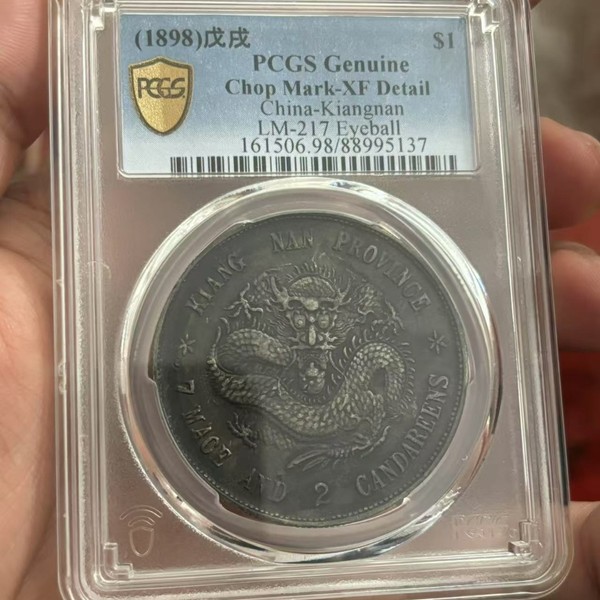 (1898)戊戌 $1
PCGS Genuine
Chop Mark-XF Detail
China-Kiangnan
LM-217 Eyeball
161506.98/88995137
PCGS
KIANG NAN PROVINCE
* 7 MACE AND 2 CANDAREENS *